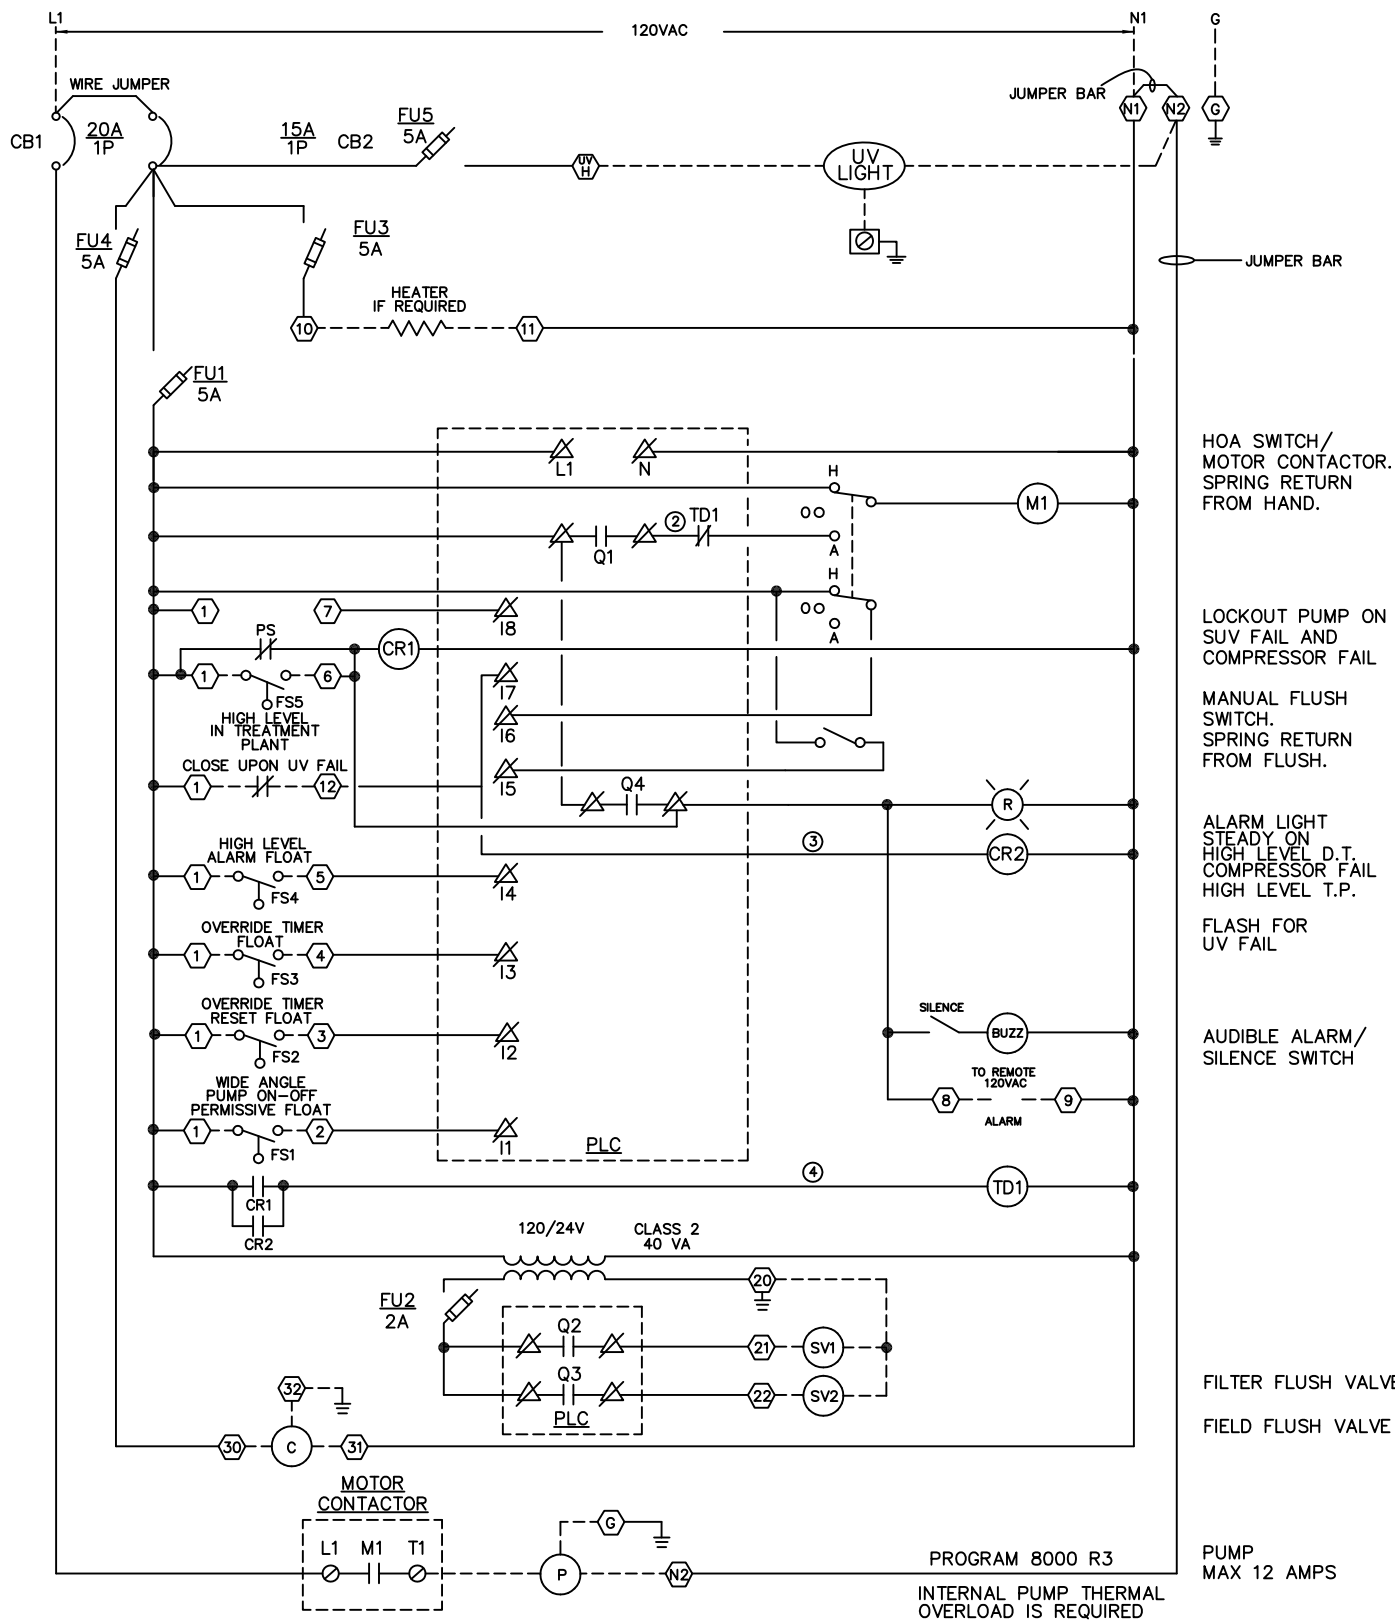 L1
120VAC
N1
G
WIRE JUMPER
JUMPER BAR
N1
N2
G
CB1
20A
1P
15A
1P
CB2
FU5
5A
UV
H
UV
LIGHT
FU4
5A
FU3
5A
JUMPER BAR
HEATER
IF REQUIRED
10
11
FU1
5A
L1
N
HOA SWITCH/
MOTOR CONTACTOR.
SPRING RETURN
FROM HAND.
H
O
A
M1
2
TD1
Q1
H
O
A
1
7
I8
LOCKOUT PUMP ON
SUV FAIL AND
COMPRESSOR FAIL
PS
CR1
1
6
FS5
HIGH LEVEL
IN TREATMENT
PLANT
I7
I6
MANUAL FLUSH
SWITCH.
SPRING RETURN
FROM FLUSH.
CLOSE UPON UV FAIL
1
12
I5
Q4
R
3
CR2
ALARM LIGHT
STEADY ON
HIGH LEVEL D.T.
COMPRESSOR FAIL
HIGH LEVEL T.P.
FLASH FOR
UV FAIL
HIGH LEVEL
ALARM FLOAT
1
5
FS4
I4
OVERRIDE TIMER
FLOAT
1
4
FS3
I3
OVERRIDE TIMER
RESET FLOAT
1
3
FS2
I2
SILENCE
BUZZ
AUDIBLE ALARM/
SILENCE SWITCH
TO REMOTE
120VAC
8
9
ALARM
WIDE ANGLE
PUMP ON-OFF
PERMISSIVE FLOAT
1
2
FS1
I1
PLC
CR1
CR2
4
TD1
120/24V
CLASS 2
40 VA
20
FU2
2A
Q2
21
SV1
Q3
22
SV2
PLC
FILTER FLUSH VALVE
FIELD FLUSH VALVE
32
30
C
31
MOTOR
CONTACTOR
L1
M1
T1
G
P
N2
PROGRAM 8000 R3
INTERNAL PUMP THERMAL
OVERLOAD IS REQUIRED
PUMP
MAX 12 AMPS